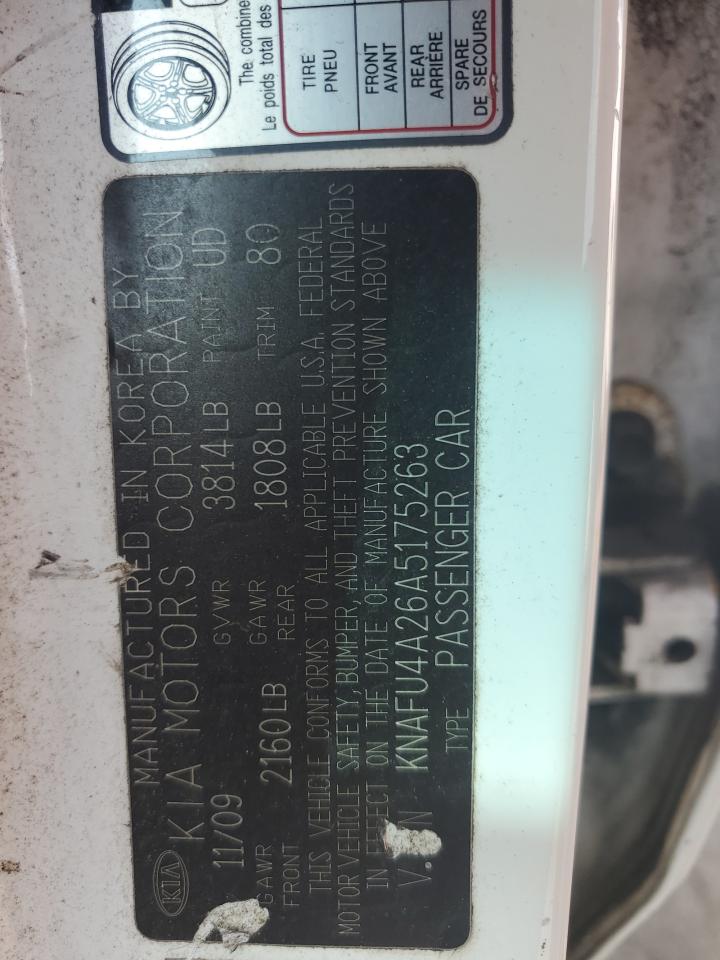 The combine
Le poids total des
TIRE
PNEU
FRONT
AVANT
REAR
ARRIÈRE
SPARE
DE SECOURS
MANUFACTURED IN KOREA BY
KIA KIA MOTORS CORPORATION
11/09 GVWR 3814LB PAINT UD
GAWR FRONT 2160LB GAWR REAR 1808LB TRIM 80
THIS VEHICLE CONFORMS TO ALL APPLICABLE U.S.A. FEDERAL
MOTOR VEHICLE SAFETY, BUMPER, AND THEFT PREVENTION STANDARDS
IN EFFECT ON THE DATE OF MANUFACTURE SHOWN ABOVE
V. N KNAFU4A26A5175263
TYPE PASSENGER CAR